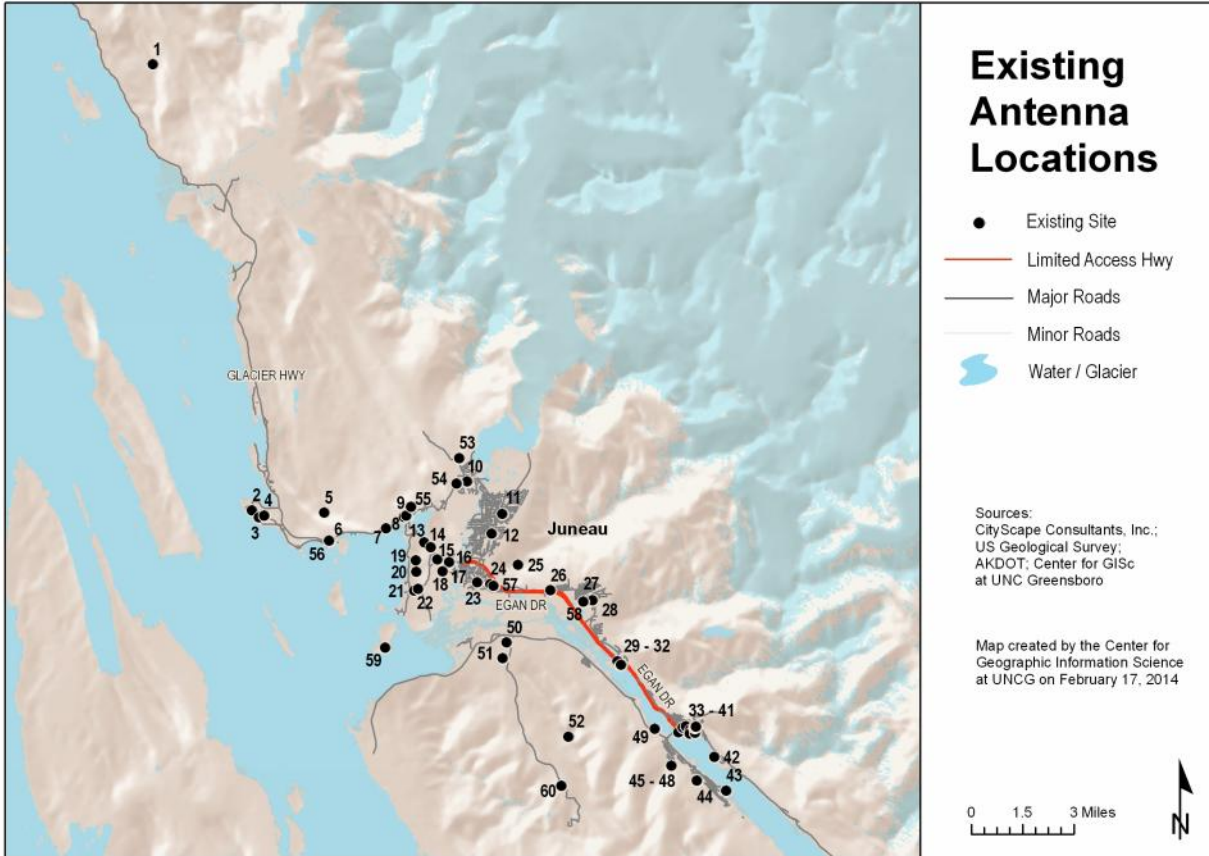 Existing
Antenna
Locations
Existing Site
Limited Access Hwy
Major Roads
Minor Roads
Water / Glacier
Sources:
CityScape Consultants, Inc.;
US Geological Survey;
AKDOT; Center for GISc
at UNC Greensboro
Map created by the Center for
Geographic Information Science
at UNCG on February 17, 2014
0 1.5 3 Miles
N
1
GLACIER HWY
53
10
54
2 4
5
9 55
11
3
6
8
7
56
13
14
12
Juneau
19
15
16
25
20
18
17
24
57
26
27
21
22
23
EGAN DR
58
28
59
50
51
29 - 32
EGAN DR
52
33 - 41
49
42
45 - 48
43
60
44